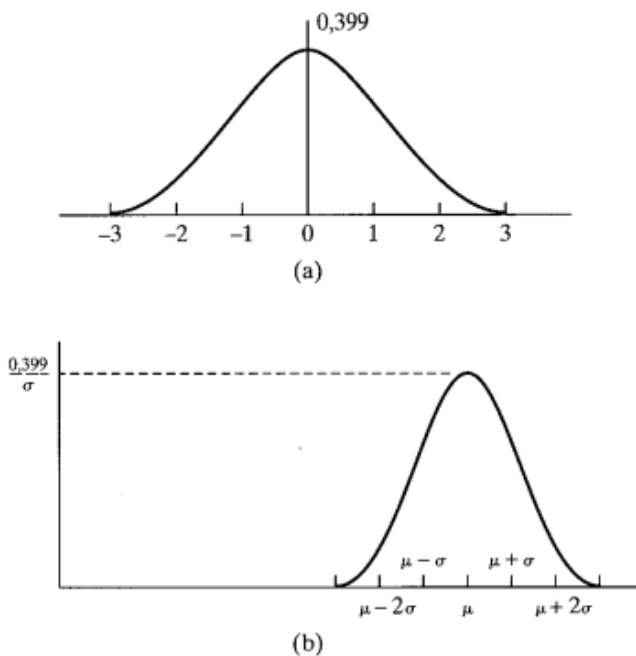 0,399
–3 –2 –1 0 1 2 3
(a)
0,399
σ
μ – σ μ + σ
μ – 2σ μ μ + 2σ
(b)